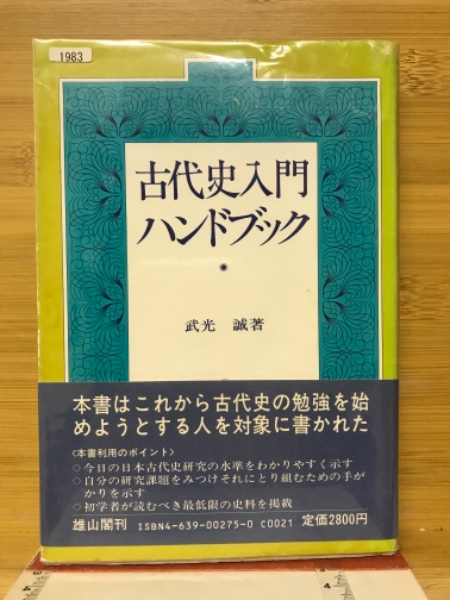 1983
古代史入門
ハンドブック
武光 誠著
本書はこれから古代史の勉強を始
めようとする人を対象に書かれた
〈本書利用のポイント〉
○今日の日本古代史研究の水準をわかりやすく示す
○自分の研究課題をみつけそれにとり組むための手が
かりを示す
○初学者が読むべき最低限の史料を掲載
雄山閣刊 ISBN4-639-00275-0 C0021 定価2800円